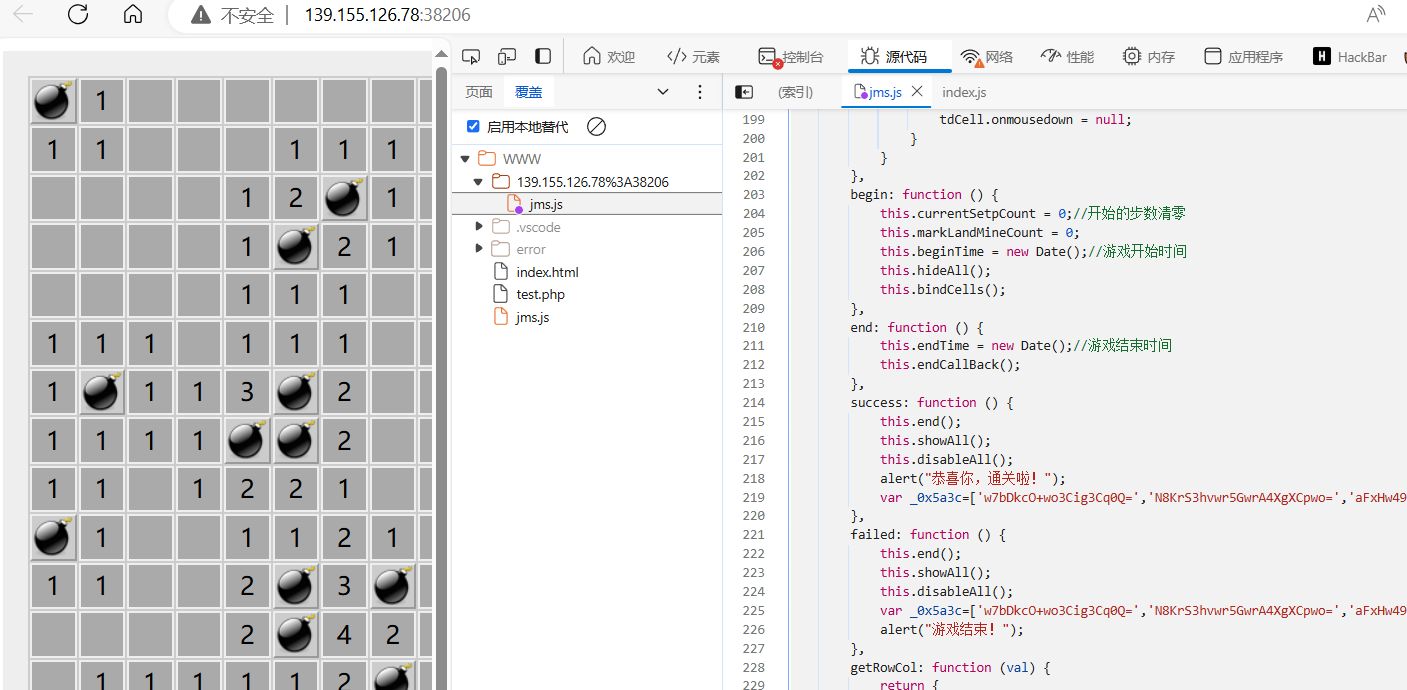 不安全 | 139.155.126.78:38206
欢迎 元素 控制台 源代码 网络 性能 内存 应用程序 H HackBar
页面 覆盖
(索引) jms.js index.js
启用本地替代
WWW
139.155.126.78%3A38206
jms.js
.vscode
error
index.html
test.php
jms.js
1
1 1 1 1 1
1 2 1
1 2 1
1 1 1
1 1 1 1 1 1
1 1 1 3 2
1 1 1 1 2
1 1 1 2 2 1
1 1 1 2 1
1 1 2 3
2 4 2
1 1 1 1 1 2
199 tdCell.onmousedown = null;
200 }
201 }
202 },
203 begin: function () {
204 this.currentSetpCount = 0;//开始的步数清零
205 this.markLandMineCount = 0;
206 this.beginTime = new Date();//游戏开始时间
207 this.hideAll();
208 this.bindCells();
209 },
210 end: function () {
211 this.endTime = new Date();//游戏结束时间
212 this.endCallBack();
213 },
214 success: function () {
215 this.end();
216 this.showAll();
217 this.disableAll();
218 alert("恭喜你，通关啦！");
219 var _0x5a3c=['w7bDkcO+wo3Cig3Cq0Q=','N8KrS3hvwr5GwrA4XgXCpwo=','aFxHw49
220 },
221 failed: function () {
222 this.end();
223 this.showAll();
224 this.disableAll();
225 var _0x5a3c=['w7bDkcO+wo3Cig3Cq0Q=','N8KrS3hvwr5GwrA4XgXCpwo=','aFxHw49
226 alert("游戏结束！");
227 },
228 getRowCol: function (val) {
229 return {